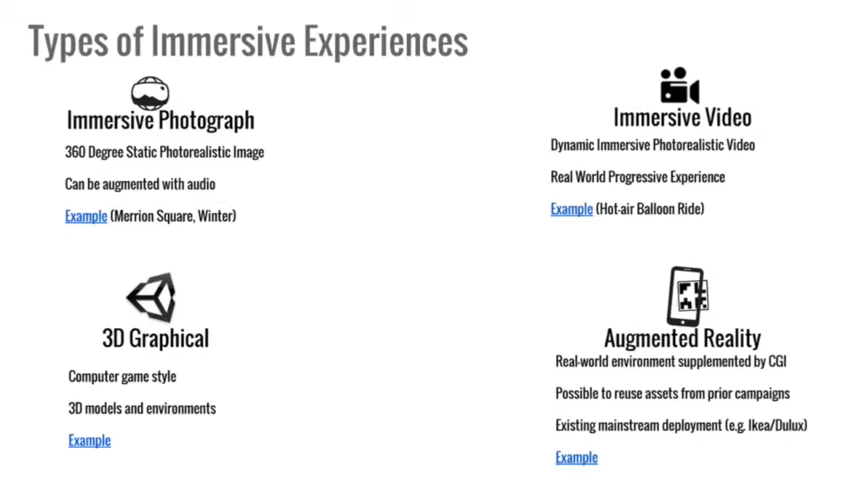 Types of Immersive Experiences
Immersive Photograph
360 Degree Static Photorealistic Image
Can be augmented with audio
Example (Merrion Square, Winter)
Immersive Video
Dynamic Immersive Photorealistic Video
Real World Progressive Experience
Example (Hot-air Balloon Ride)
3D Graphical
Computer game style
3D models and environments
Example
Augmented Reality
Real-world environment supplemented by CGI
Possible to reuse assets from prior campaigns
Existing mainstream deployment (e.g. Ikea/Dulux)
Example